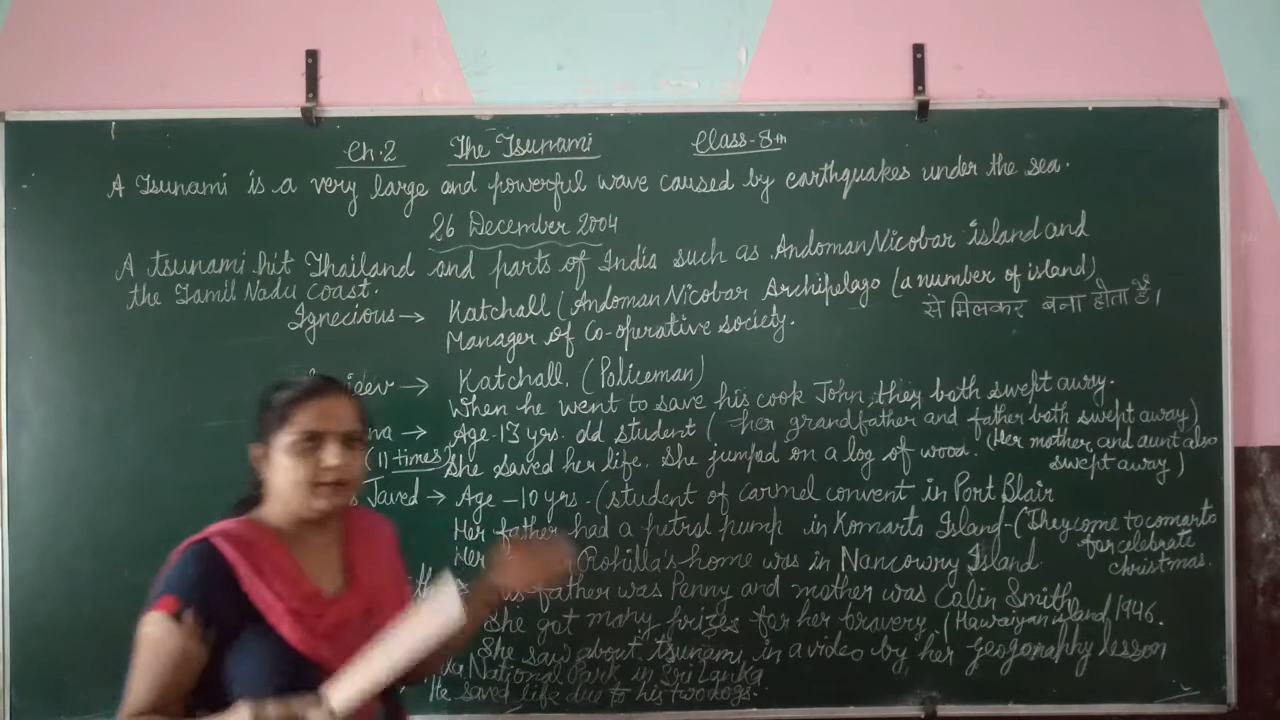 Ch.2 The Tsunami Class-8th
A Tsunami is a very large and powerful wave caused by earthquakes under the sea.
26 December 2004
A tsunami hit Thailand and parts of India such as Andoman Nicobar island and
the Tamil Nadu coast.
Ignecious → Katchall (Andoman Nicobar Archipelago (a number of island)
से मिलकर बना होता है।
Manager of Co-operative society.
→ Katchall. (Policeman)
When he went to save his cook John, they both swept away.
→ Age-13 yrs. old student ( her grandfather and father both swept away)
(11 times) She saved her life. She jumped on a log of wood. (Her mother and aunt also
swept away)
Javed → Age -10 yrs. (student of Carmel convent in Port Blair
Her father had a petrol pump in Komarts Island-(They come to comarts
for celebrate
christmas.
Her Rohilla's home was in Nancowry Island.
father was Penny and mother was Calin Smith
She got many prizes for her bravery. (Hawaiyan island, 1946.
She saw about tsunami in a video by her geogoraphy lesson
National Park in Sri Lanka
He saved life due to his two dogs.